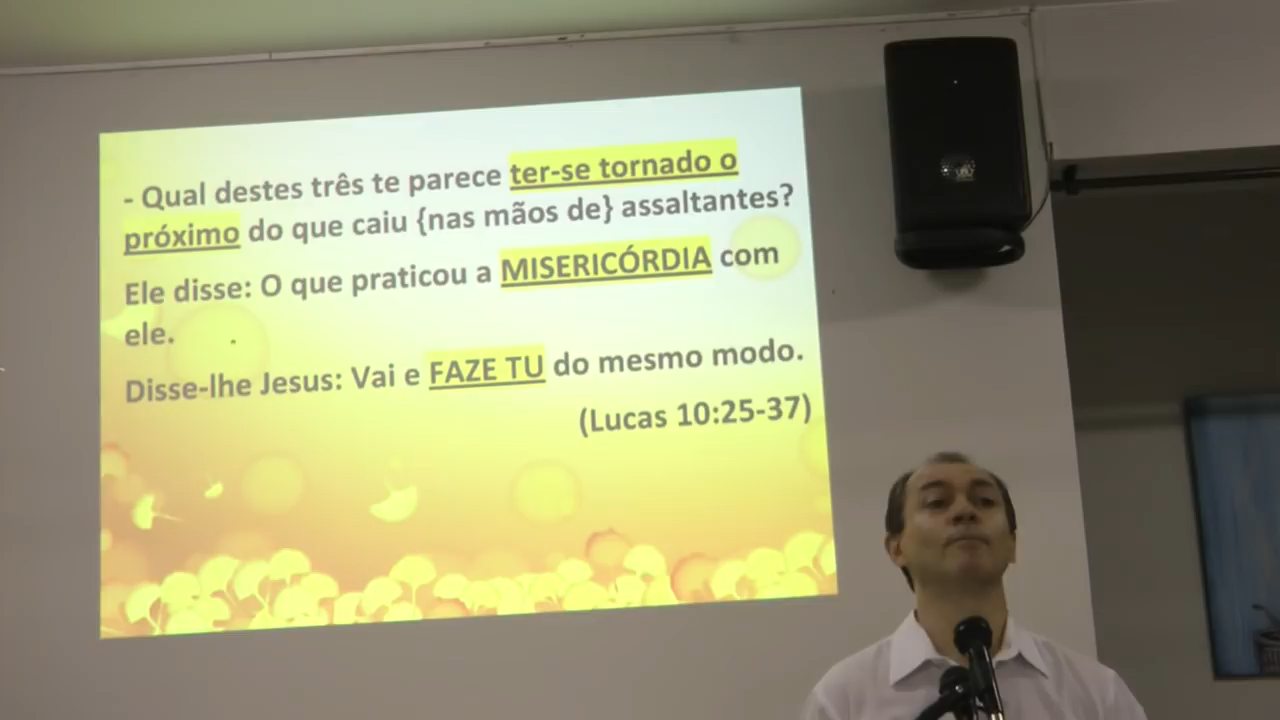 - Qual destes três te parece ter-se tornado o
próximo do que caiu {nas mãos de} assaltantes?
Ele disse: O que praticou a MISERICÓRDIA com
ele.
Disse-lhe Jesus: Vai e FAZE TU do mesmo modo.
(Lucas 10:25-37)